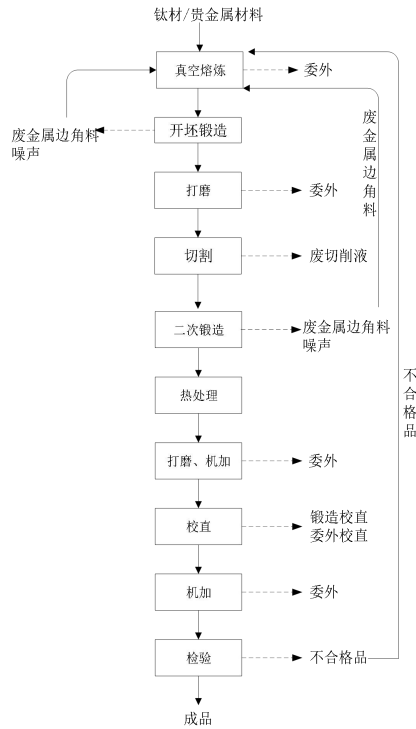 钛材/贵金属材料
真空熔炼
委外
开坯锻造
废金属边角料
噪声
废金属边角料
打磨
委外
切割
废切削液
二次锻造
废金属边角料
噪声
热处理
不合格品
打磨、机加
委外
校直
锻造校直
委外校直
机加
委外
检验
不合格品
成品